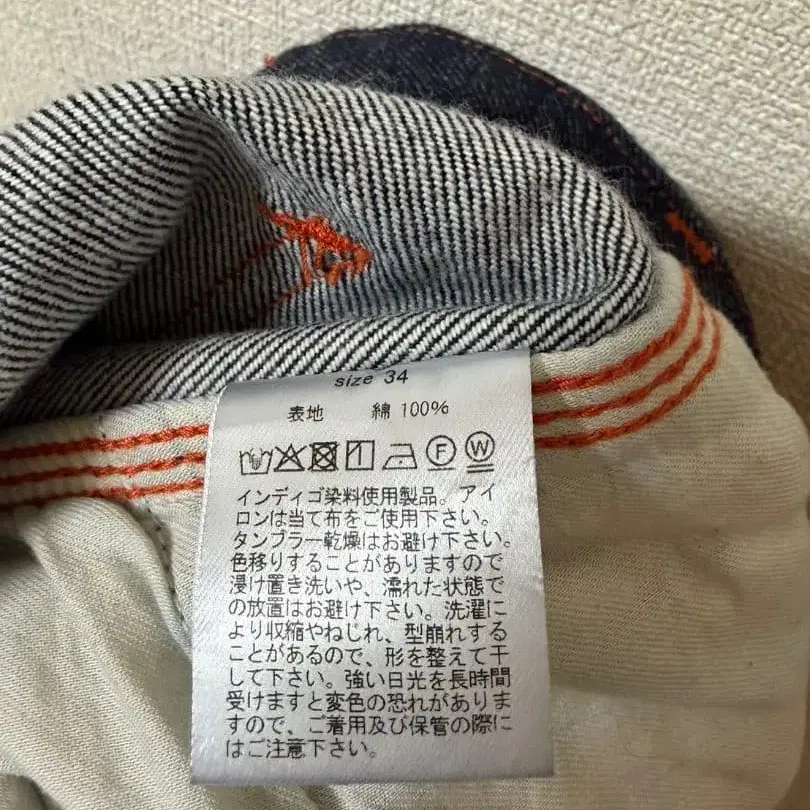 size 34
表地 綿 100%
F W
インディゴ染料使用製品。アイ
ロンは当て布をご使用下さい。
タンブラー乾燥はお避け下さい。
色移りすることがありますので
浸け置き洗いや、濡れた状態で
の放置はお避け下さい。洗濯に
より収縮やねじれ、型崩れする
ことがあるので、形を整えて干
して下さい。強い日光を長時間
受けますと変色の恐れがありま
すので、ご着用及び保管の際に
はご注意下さい。